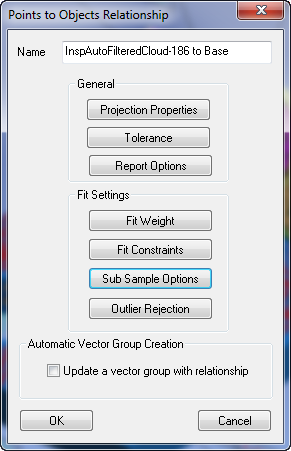 Points to Objects Relationship
Name InspAutoFilteredCloud-186 to Base
General
Projection Properties
Tolerance
Report Options
Fit Settings
Fit Weight
Fit Constraints
Sub Sample Options
Outlier Rejection
Automatic Vector Group Creation
Update a vector group with relationship
OK Cancel